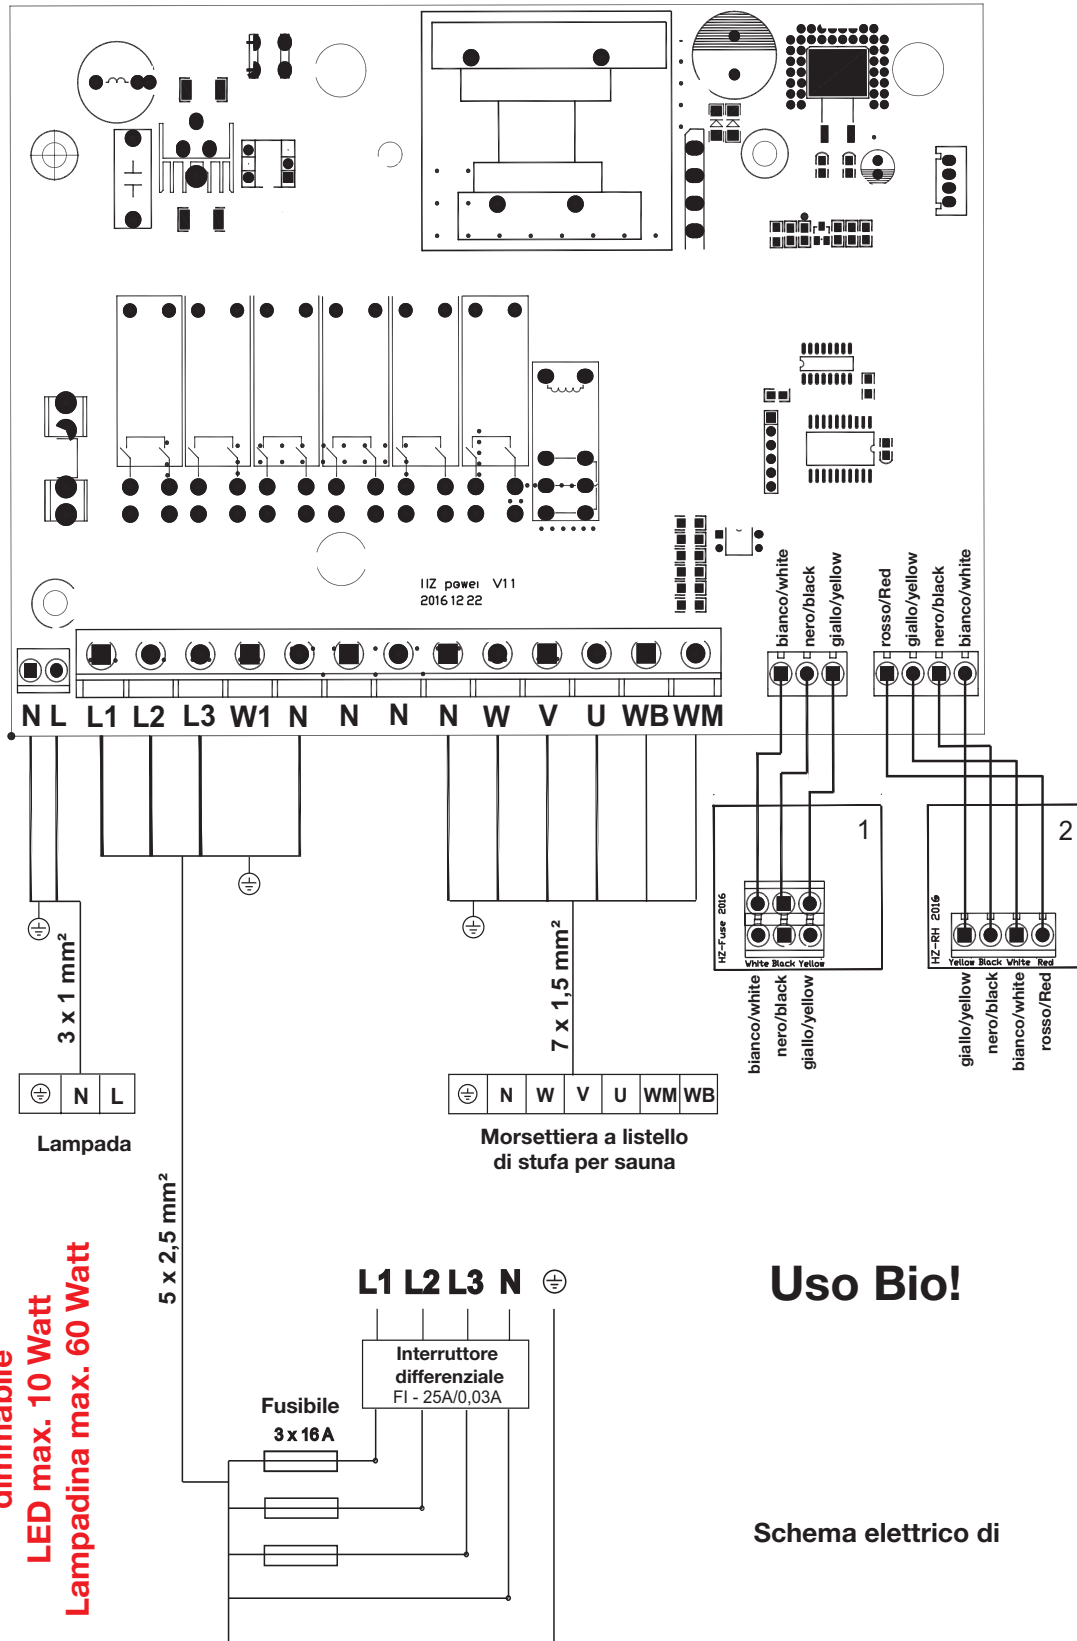 IIZ power V11
2016 12 22
bianco/white
nero/black
giallo/yellow
rosso/Red
giallo/yellow
nero/black
bianco/white
N L L1 L2 L3 W1 N N N N W V U WB WM
1
HZ-Fuse 2016
White Black Yellow
bianco/white
nero/black
giallo/yellow
2
HZ-RH 2016
Yellow Black White Red
giallo/yellow
nero/black
bianco/white
rosso/Red
3 x 1 mm²
N L
Lampada
7 x 1,5 mm²
N W V U WM WB
Morsettiera a listello
di stufa per sauna
5 x 2,5 mm²
dimmabile
LED max. 10 Watt
Lampadina max. 60 Watt
L1 L2 L3 N
Interruttore
differenziale
FI - 25A/0,03A
Fusibile
3 x 16 A
Uso Bio!
Schema elettrico di